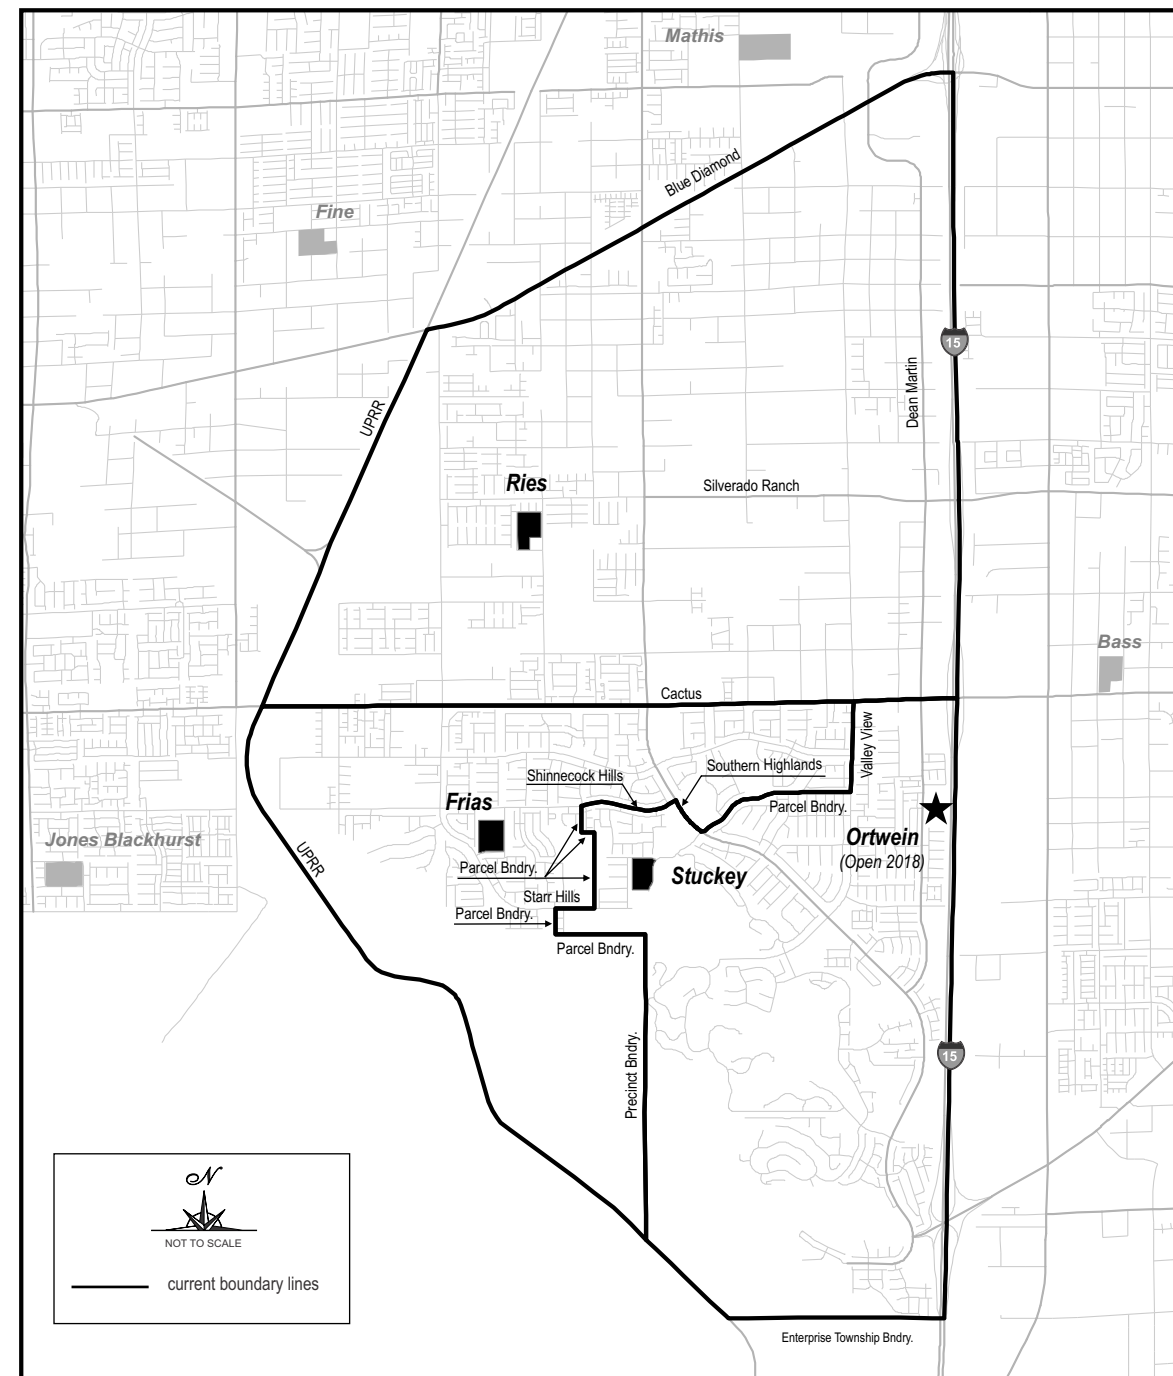 Mathis
Blue Diamond
Fine
15
Dean Martin
UPRR
Ries
Silverado Ranch
Bass
Cactus
Valley View
Southern Highlands
Shinnecock Hills
Frias
Parcel Bndry.
Ortwein
(Open 2018)
Jones Blackhurst
UPRR
Parcel Bndry.
Stuckey
Starr Hills
Parcel Bndry.
Parcel Bndry.
Precinct Bndry.
15
N
NOT TO SCALE
current boundary lines
Enterprise Township Bndry.